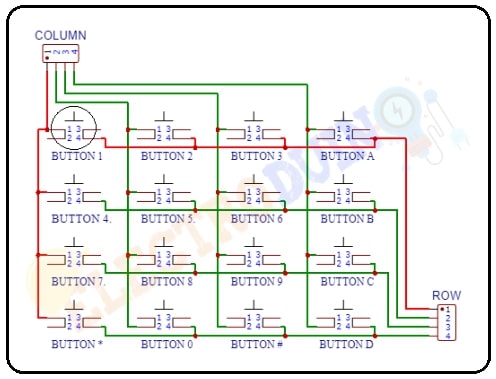 COLUMN
1 2 3 4
1 3 1 3 1 3 1 3
2 4 2 4 2 4 2 4
BUTTON 1 BUTTON 2 BUTTON 3 BUTTON A
1 3 1 3 1 3 1 3
2 4 2 4 2 4 2 4
BUTTON 4. BUTTON 5. BUTTON 6 BUTTON B
1 3 1 3 1 3 1 3
2 4 2 4 2 4 2 4
BUTTON 7. BUTTON 8 BUTTON 9 BUTTON C
ROW
1
2
3
4
1 3 1 3 1 3 1 3
2 4 2 4 2 4 2 4
BUTTON * BUTTON 0 BUTTON # BUTTON D
ELECTRODUINO